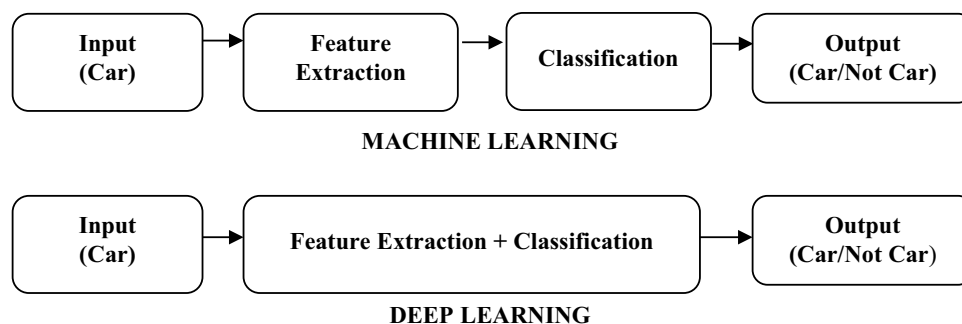 Input
(Car)
Feature
Extraction
Classification
Output
(Car/Not Car)
MACHINE LEARNING
Input
(Car)
Feature Extraction + Classification
Output
(Car/Not Car)
DEEP LEARNING